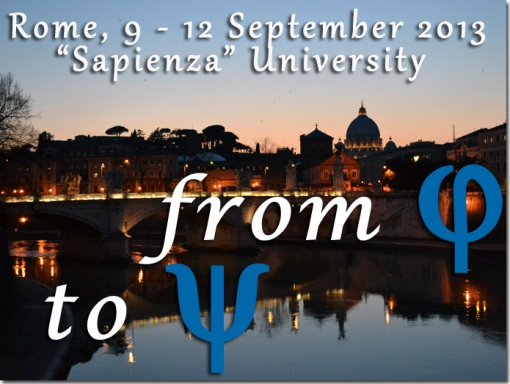 Rome, 9 - 12 September 2013
“Sapienza” University
from φ
to ψ